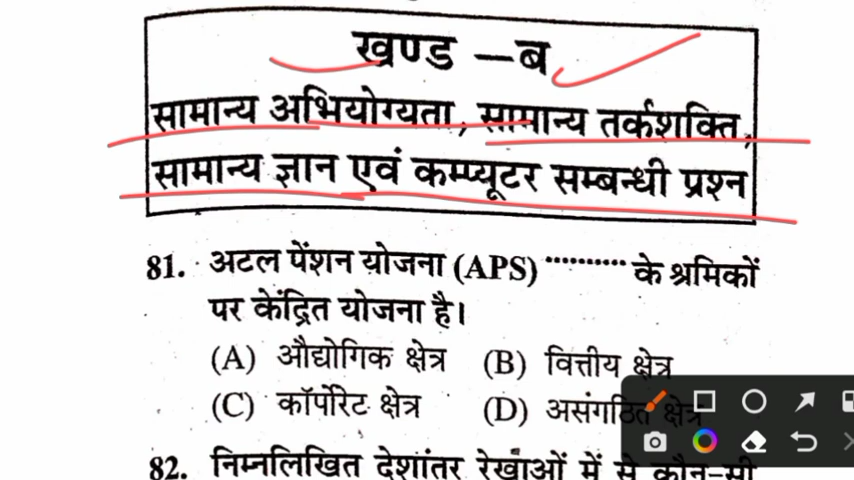 खण्ड –ब
सामान्य अभियोग्यता, सामान्य तर्कशक्ति,
सामान्य ज्ञान एवं कम्प्यूटर सम्बन्धी प्रश्न
81. अटल पेंशन योजना (APS) ·········· के श्रमिकों
पर केंद्रित योजना है।
(A) औद्योगिक क्षेत्र (B) वित्तीय क्षेत्र
(C) कॉर्पोरेट क्षेत्र (D) असंगठित क्षेत्र
82. निम्नलिखित देशांतर रेखाओं में से कौन-सी